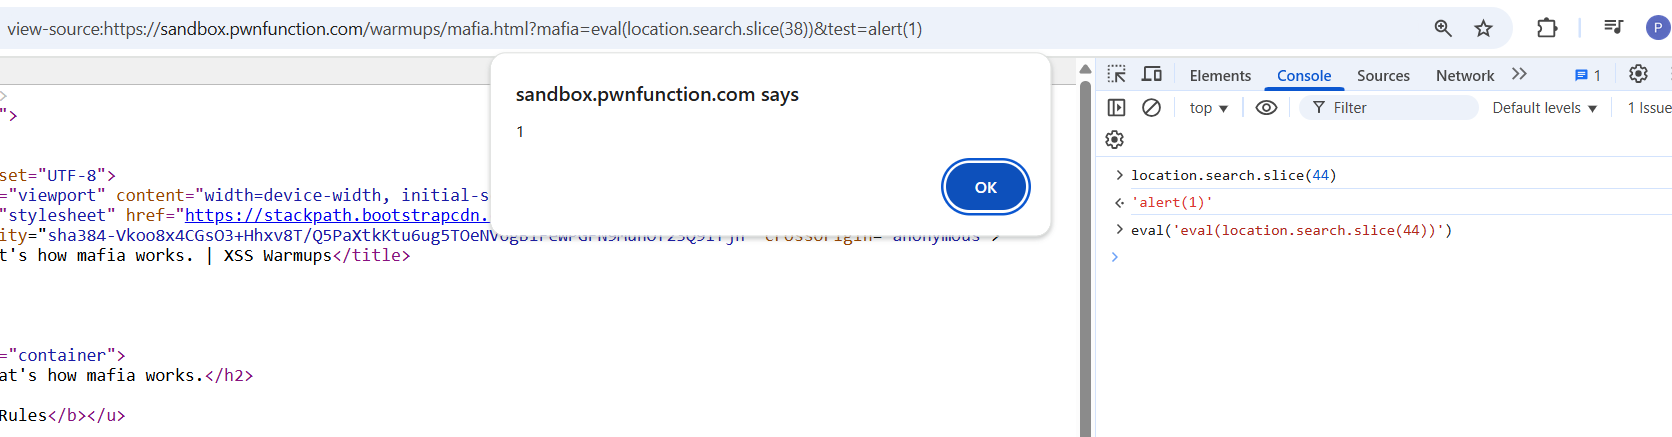 view-source:https://sandbox.pwnfunction.com/warmups/mafia.html?mafia=eval(location.search.slice(38))&test=alert(1)
P
>
">
set="UTF-8">
="viewport" content="width=device-width, initial-s
="stylesheet" href="https://stackpath.bootstrapcdn.
ity="sha384-Vkoo8x4CGsO3+Hhxv8T/Q5PaXtkKtu6ug5TOeNV
t's how mafia works. | XSS Warmups</title>
="container">
at's how mafia works.</h2>
Rules</b></u>
sandbox.pwnfunction.com says
1
OK
Elements Console Sources Network 1
top Filter Default levels 1 Issue
location.search.slice(44)
'alert(1)'
eval('eval(location.search.slice(44))')